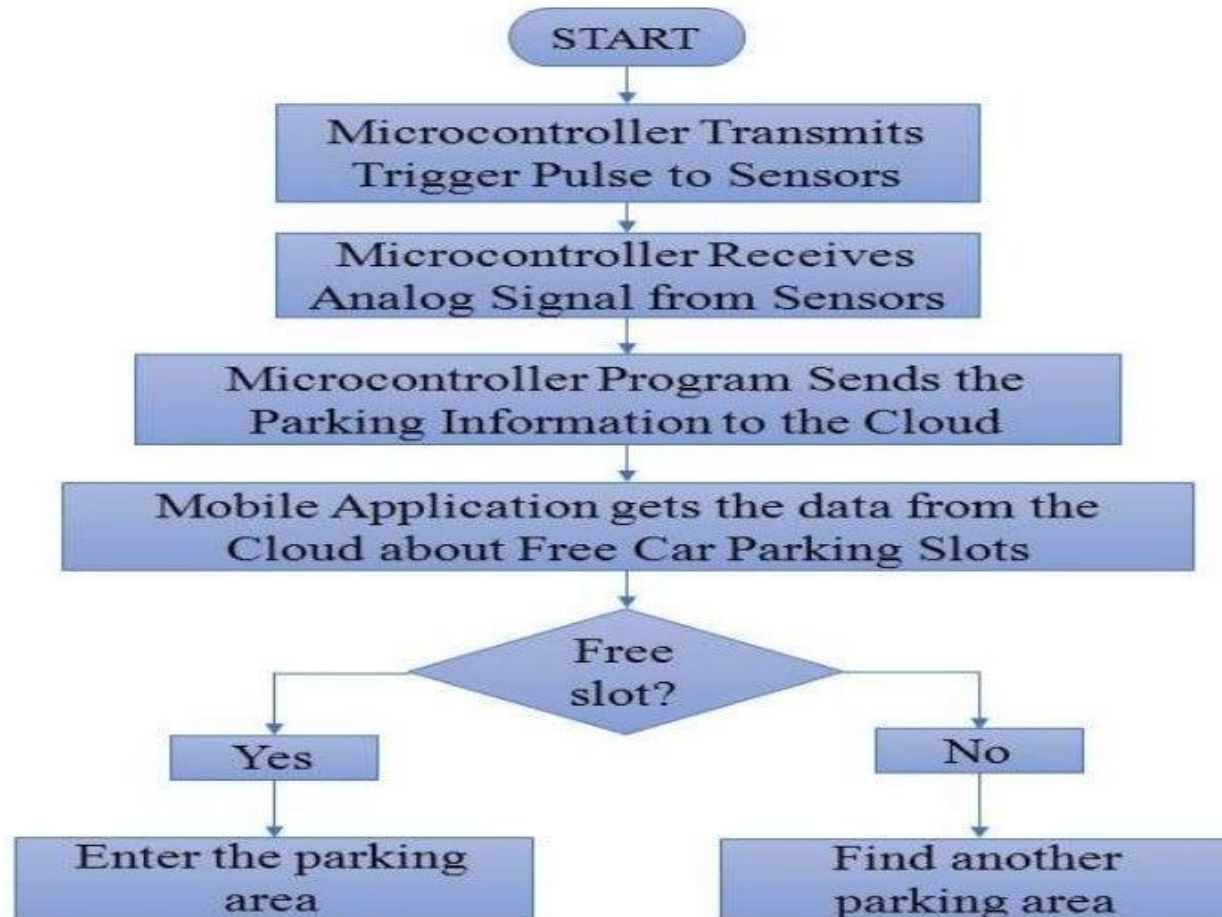 START
Microcontroller Transmits
Trigger Pulse to Sensors
Microcontroller Receives
Analog Signal from Sensors
Microcontroller Program Sends the
Parking Information to the Cloud
Mobile Application gets the data from the
Cloud about Free Car Parking Slots
Free
slot?
Yes
No
Enter the parking
area
Find another
parking area